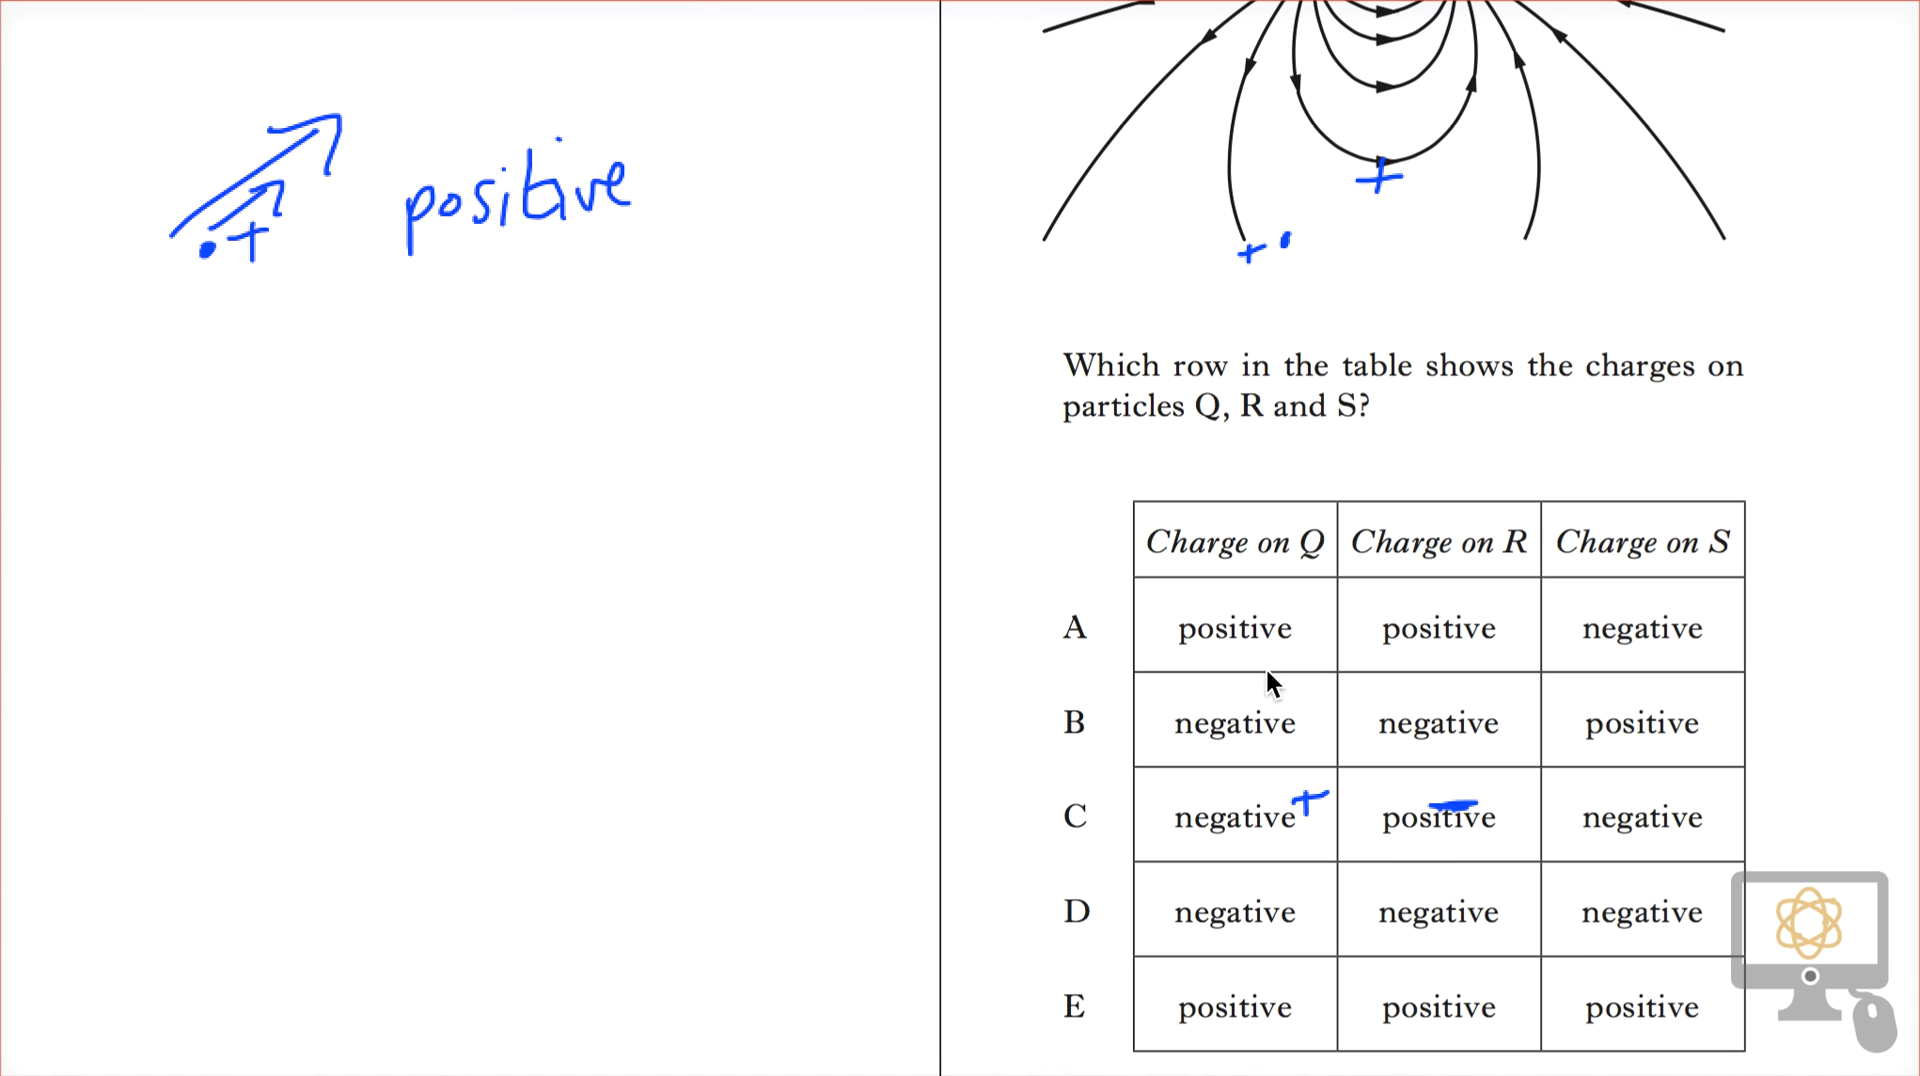 + positive
+
+
Which row in the table shows the charges on
particles Q, R and S?
Charge on Q Charge on R Charge on S
A positive positive negative
B negative negative positive
C negative + positive - negative
D negative negative negative
E positive positive positive